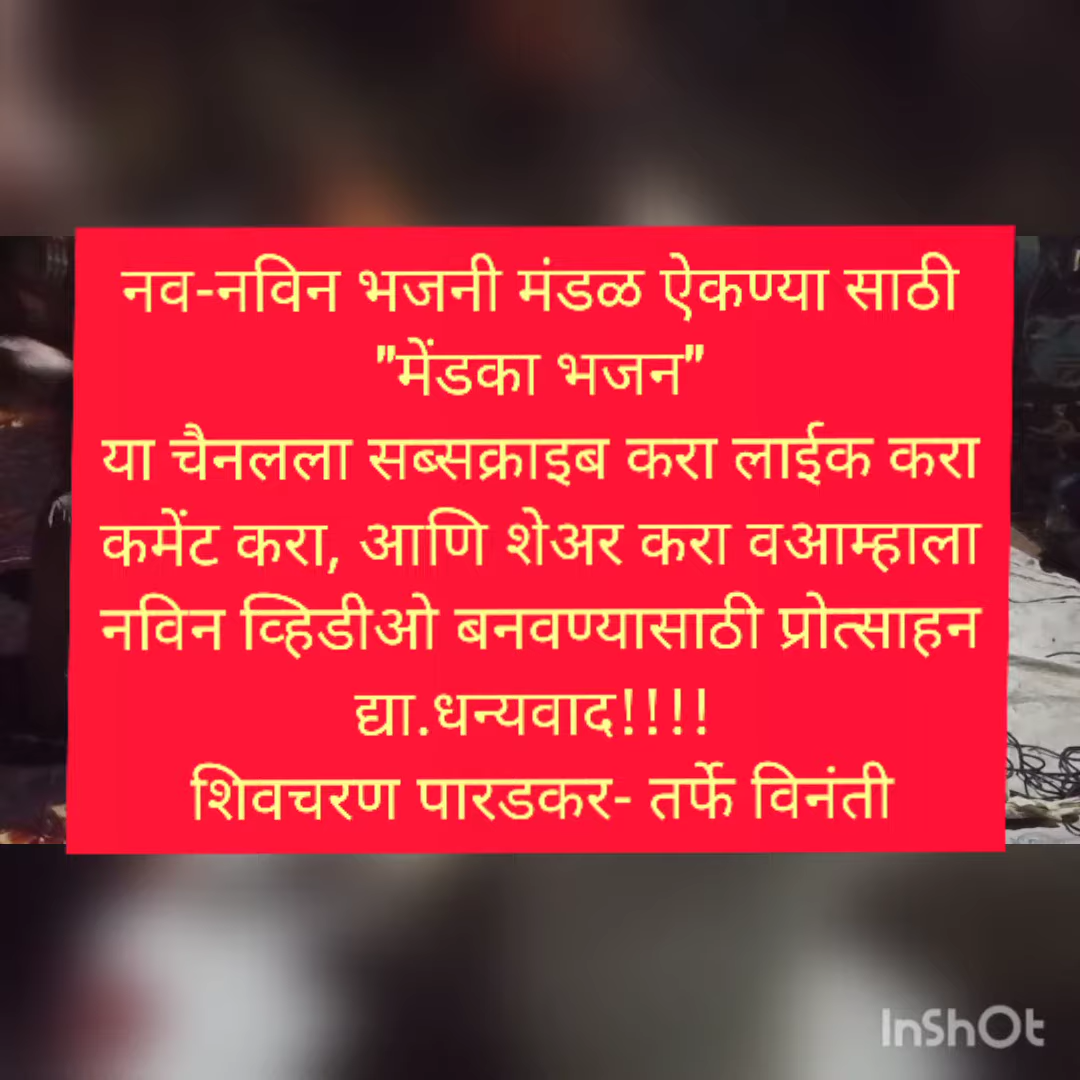 नव-नविन भजनी मंडळ ऐकण्या साठी
"मेंडका भजन"
या चैनलला सब्सक्राइब करा लाईक करा
कमेंट करा, आणि शेअर करा वआम्हाला
नविन व्हिडीओ बनवण्यासाठी प्रोत्साहन
द्या.धन्यवाद!!!!
शिवचरण पारडकर- तर्फे विनंती
InShOt